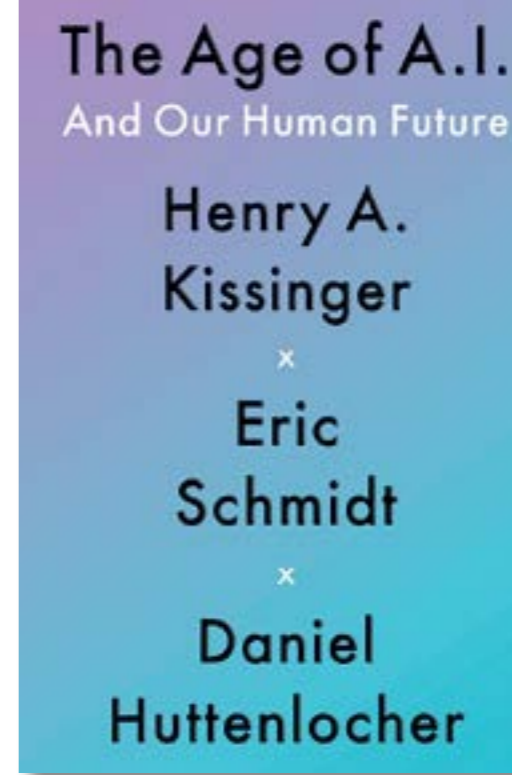 The Age of A.I.
And Our Human Future
Henry A.
Kissinger
x
Eric
Schmidt
x
Daniel
Huttenlocher